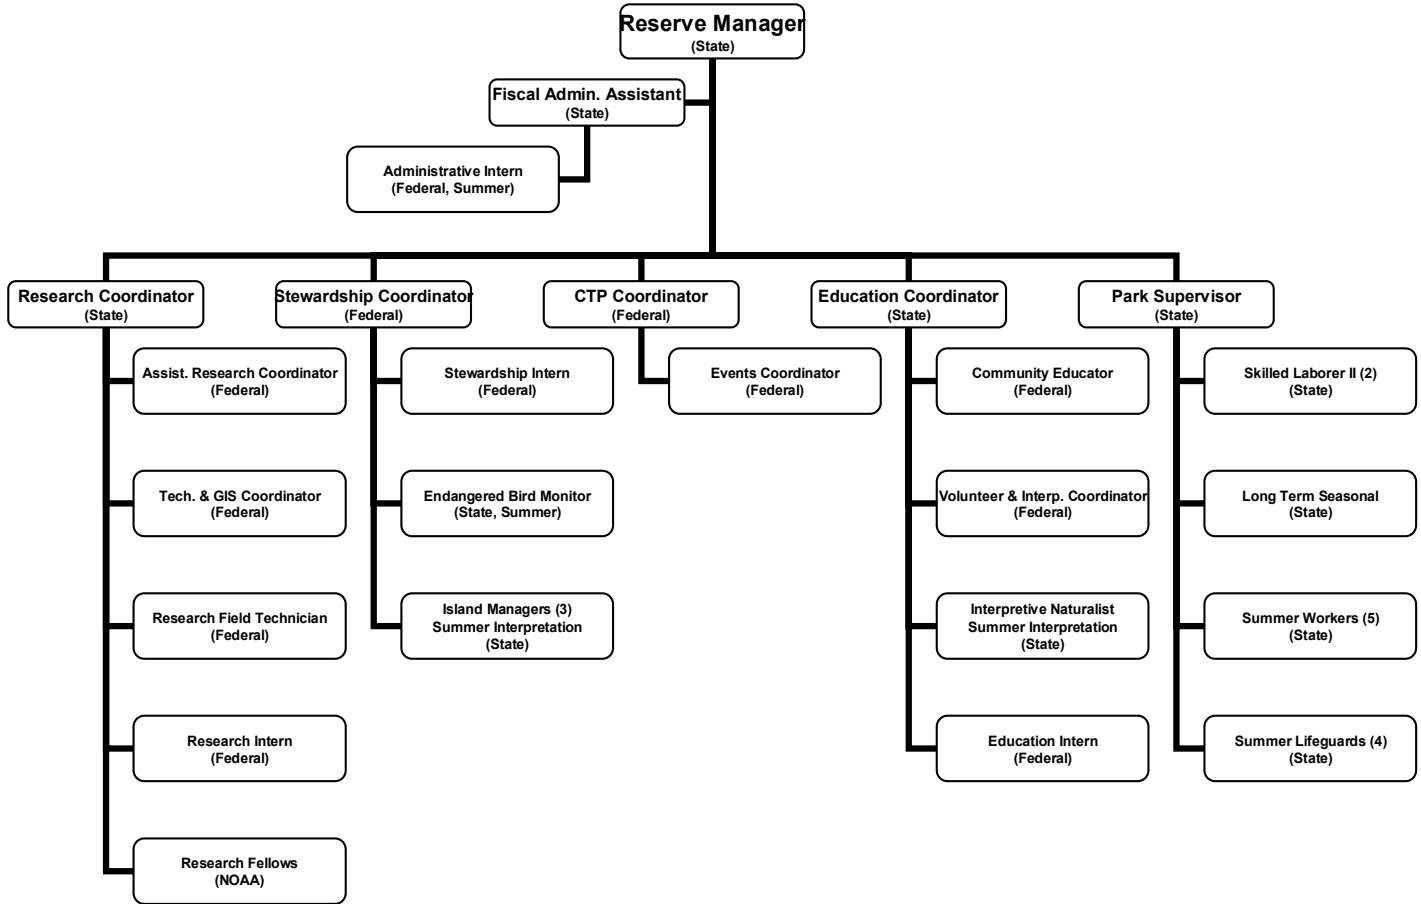 Reserve Manager
(State)
Fiscal Admin. Assistant
(State)
Administrative Intern
(Federal, Summer)
Research Coordinator
(State)
Stewardship Coordinator
(Federal)
CTP Coordinator
(Federal)
Education Coordinator
(State)
Park Supervisor
(State)
Assist. Research Coordinator
(Federal)
Stewardship Intern
(Federal)
Events Coordinator
(Federal)
Community Educator
(Federal)
Skilled Laborer II (2)
(State)
Tech. & GIS Coordinator
(Federal)
Endangered Bird Monitor
(State, Summer)
Volunteer & Interp. Coordinator
(Federal)
Long Term Seasonal
(State)
Research Field Technician
(Federal)
Island Managers (3)
Summer Interpretation
(State)
Interpretive Naturalist
Summer Interpretation
(State)
Summer Workers (5)
(State)
Research Intern
(Federal)
Education Intern
(Federal)
Summer Lifeguards (4)
(State)
Research Fellows
(NOAA)